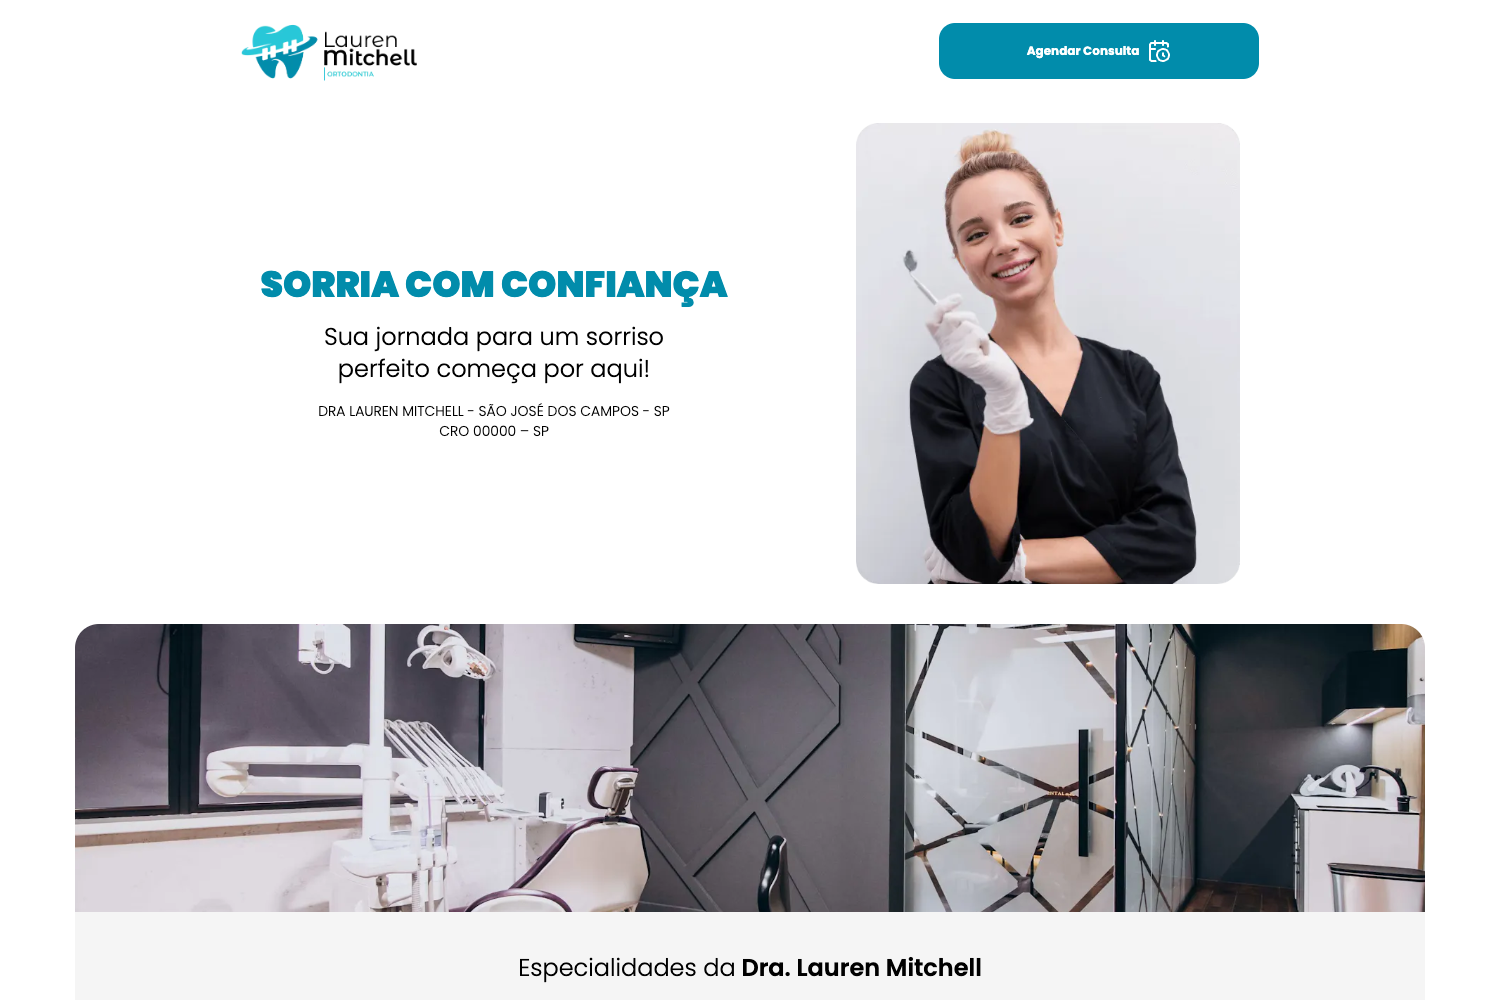 Lauren
Mitchell
ORTODONTIA
Agendar Consulta
SORRIA COM CONFIANÇA
Sua jornada para um sorriso
perfeito começa por aqui!
DRA LAUREN MITCHELL - SÃO JOSÉ DOS CAMPOS - SP
CRO 00000 – SP
Especialidades da Dra. Lauren Mitchell